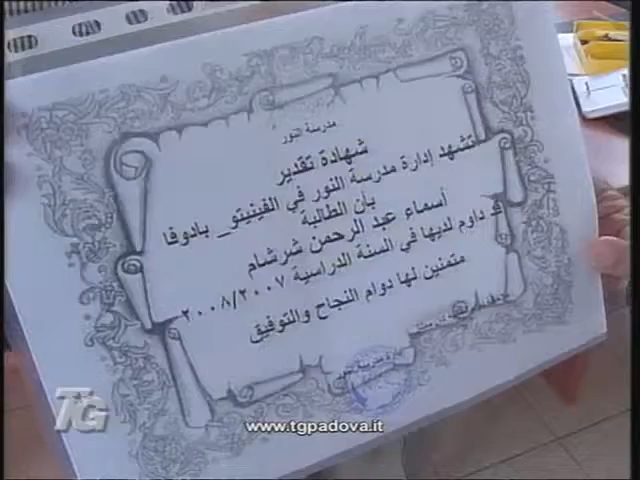 مدرسة النور
شهادة تقدير
تشهد إدارة مدرسة النور في الفينيتو_ بادوفا
بأن الطالبة
أسماء عبد الرحمن شرشام
قد داوم لديها في السنة الدراسية ٢٠٠٨/٢٠٠٧
متمنين لها دوام النجاح والتوفيق
TG
www.tgpadova.it